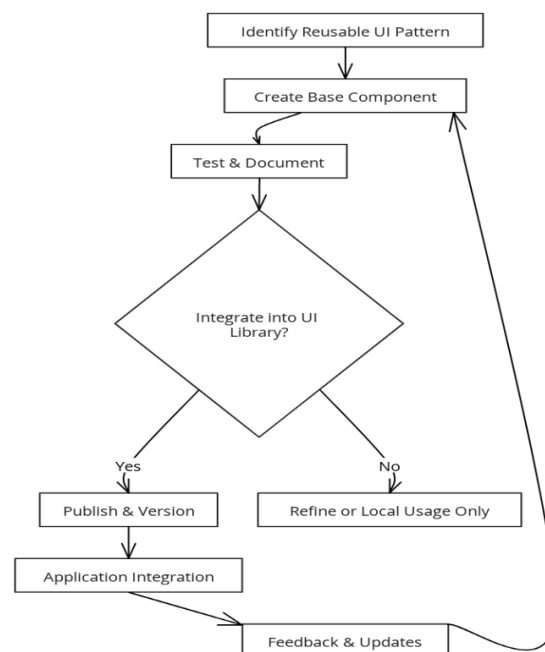 Identify Reusable UI Pattern
Create Base Component
Test & Document
Integrate into UI
Library?
Yes
No
Publish & Version
Refine or Local Usage Only
Application Integration
Feedback & Updates